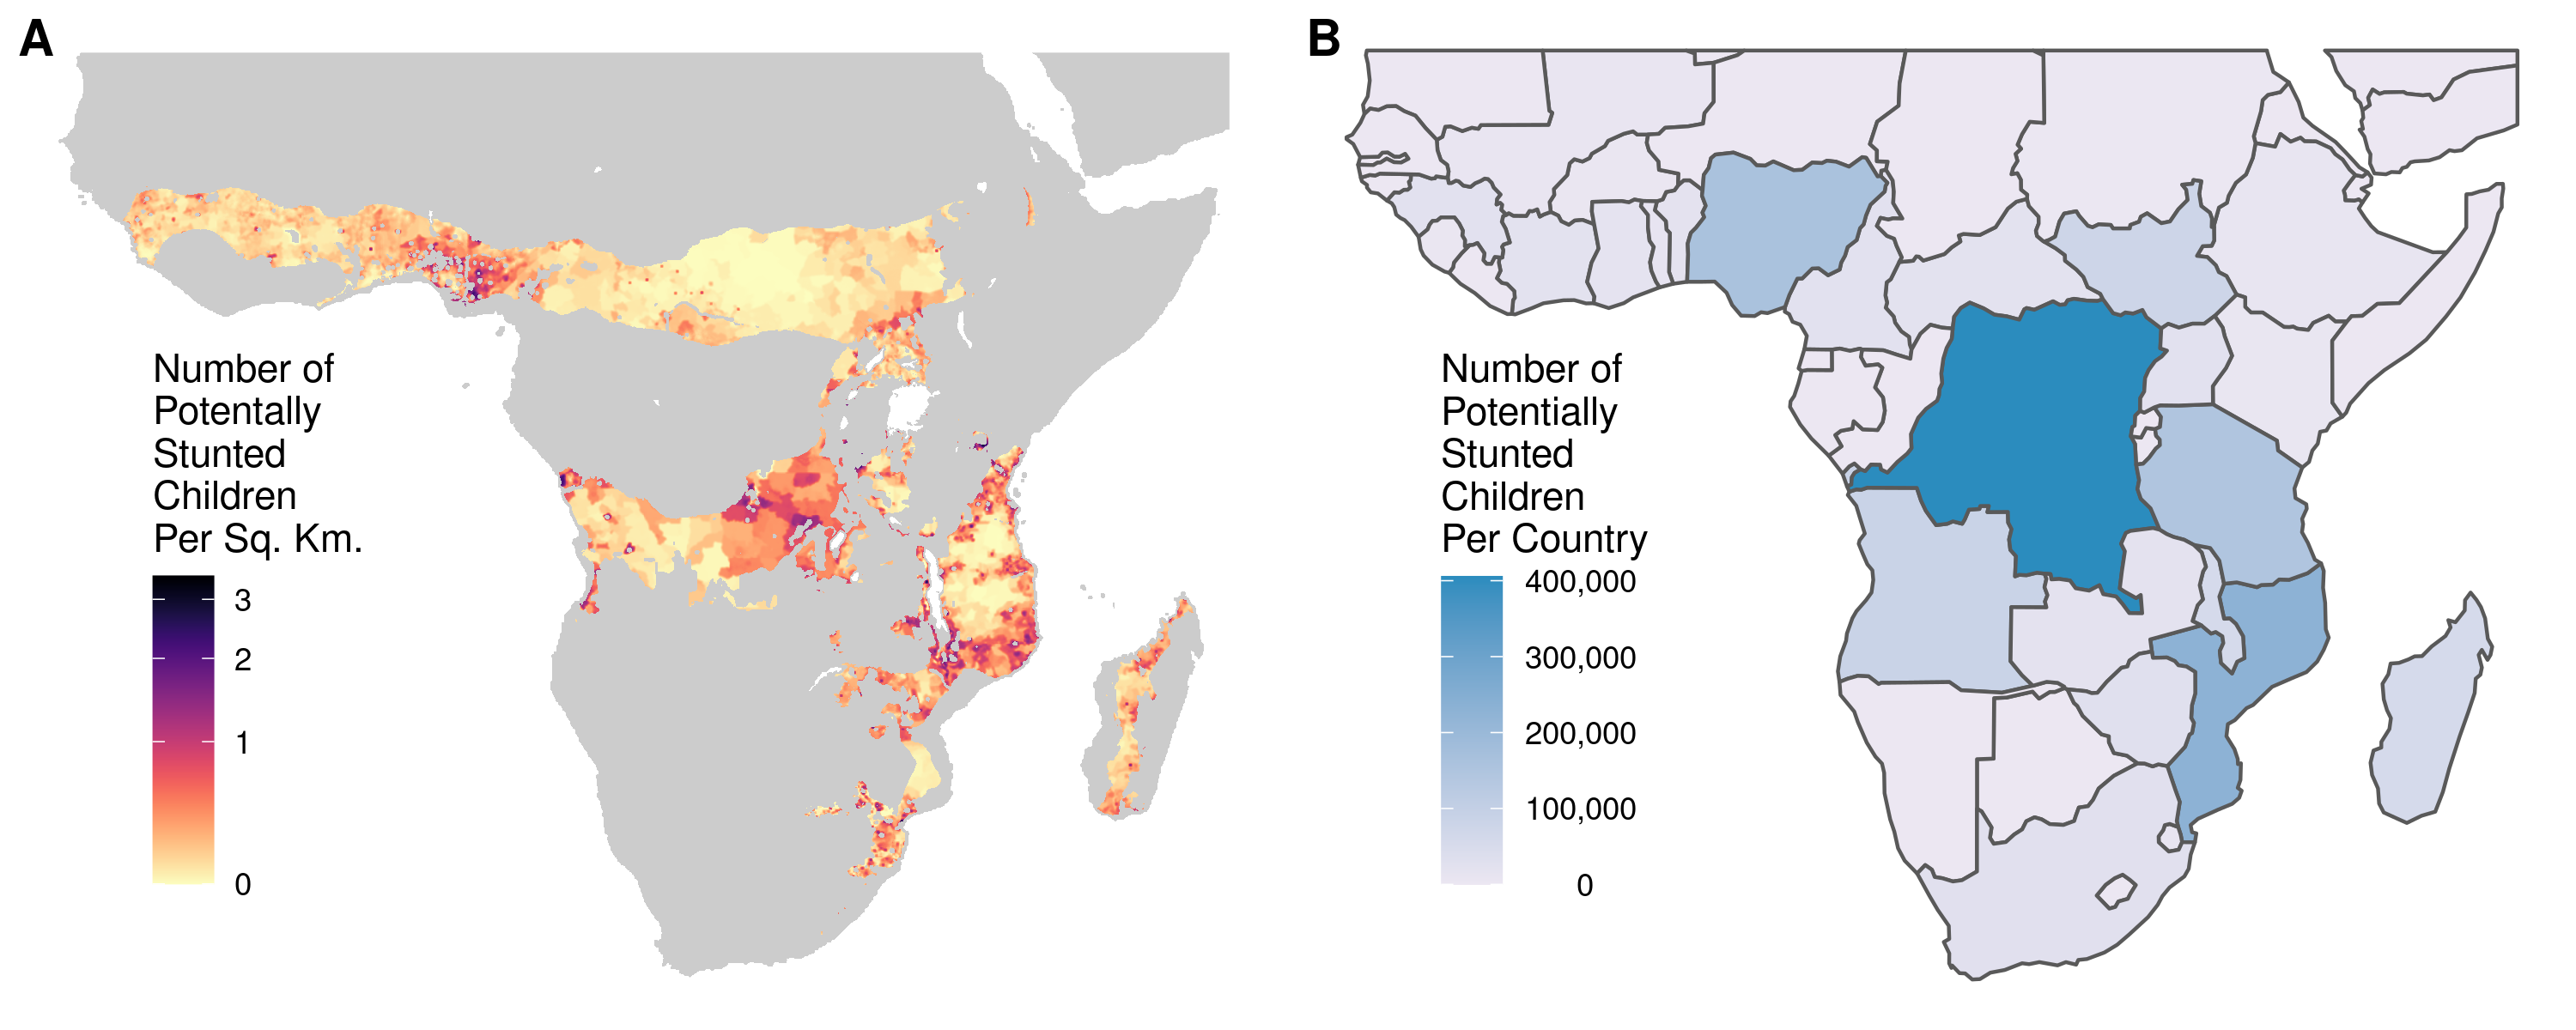 A
Number of
Potentally
Stunted
Children
Per Sq. Km.
3
2
1
0
B
Number of
Potentially
Stunted
Children
Per Country
400,000
300,000
200,000
100,000
0